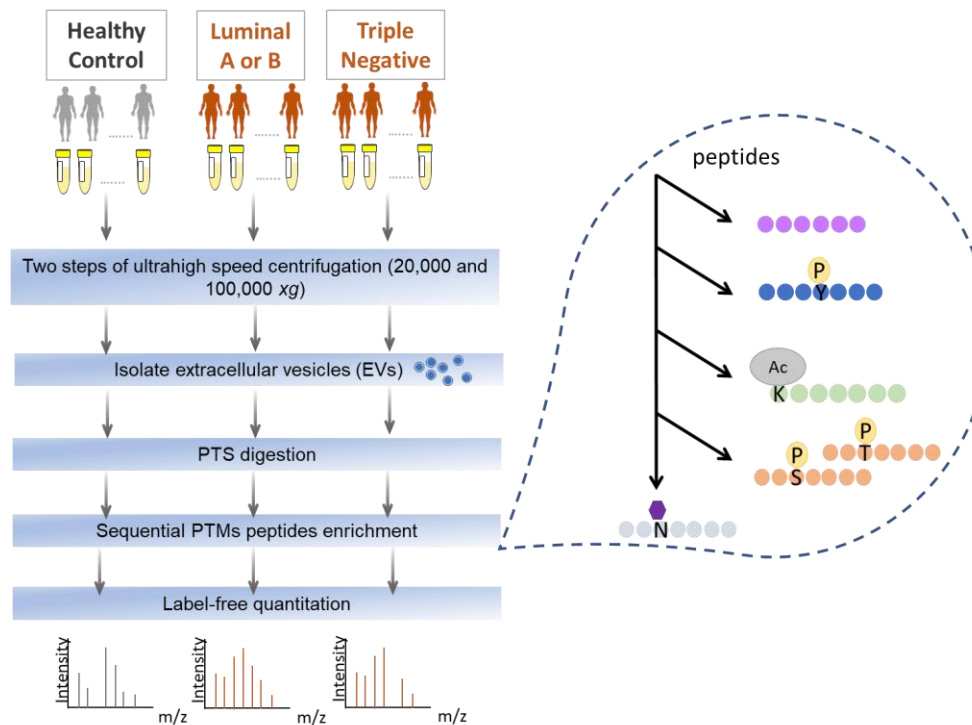 Healthy
Control
Luminal
A or B
Triple
Negative
......
......
......
......
......
......
Two steps of ultrahigh speed centrifugation (20,000 and
100,000 xg)
Isolate extracellular vesicles (EVs)
PTS digestion
Sequential PTMs peptides enrichment
Label-free quantitation
Intensity
m/z
Intensity
m/z
Intensity
m/z
peptides
P
Y
Ac
K
P
T
P
S
N